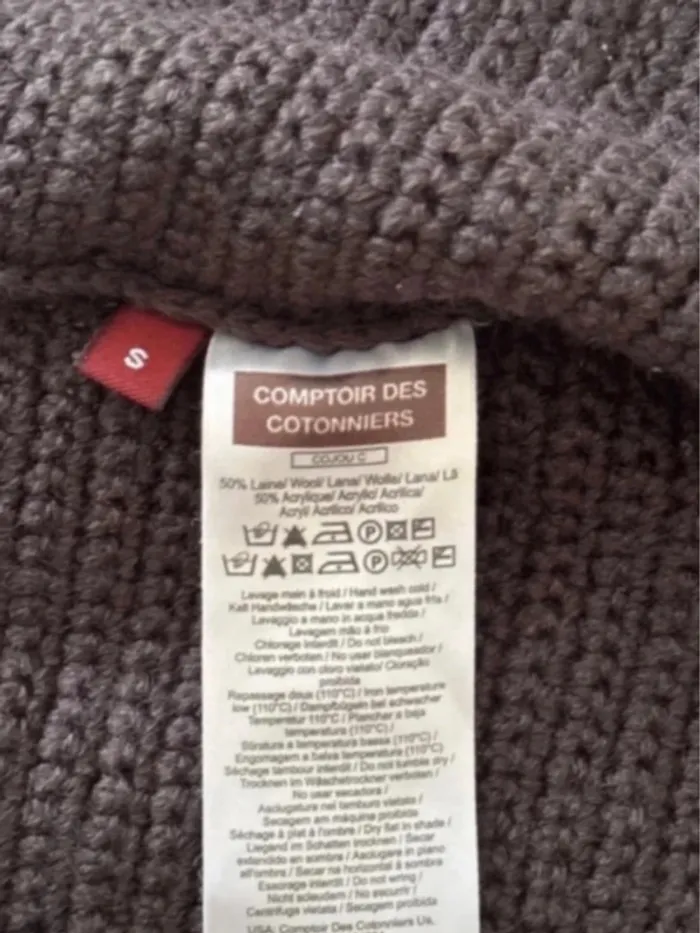 S
COMPTOIR DES
COTONNIERS
COJOU C
50% Laine/ Wool/ Lana/ Wolle/ Lana/ Lã
50% Acrylique/ Acrylic/ Acrilica/
Acryl/ Acrilico/ Acrilico
P
P
Lavage main à froid / Hand wash cold /
Kalt Handwäsche / Lavar a mano agua fria /
Lavaggio a mano in acqua fredda /
Lavagem mão à frio
Chlorage interdit / Do not bleach /
Chloren verboten / No usar blanqueador /
Lavaggio con cloro vietato/ Cloração
proibida
Repassage doux (110°C) / Iron temperature
low (110°C) / Dampfbügeln bei schwacher
Temperatur 110°C / Planchar a baja
temperatura (110°C) /
Stiratura a temperatura bassa (110°C) /
Engomagem a baixa temperatura (110°C)
Séchage tambour interdit / Do not tumble dry /
Trocknen im Wäschetrockner verboten /
No usar secadora /
Asciugatura nel tamburo vietato /
Secagem am máquina proibida
Séchage à plat à l'ombre / Dry flat in shade /
Liegend im Schatten trocknen / Secar
extendido en sombra / Asciugare in piano
all'ombra / Secar na horizontal à sombra
Essorage interdit / Do not wring /
Nicht schleudern / No escurrir /
Centrifuga vietata / Secagem proibida
USA: Comptoir Des Cotonniers Us,